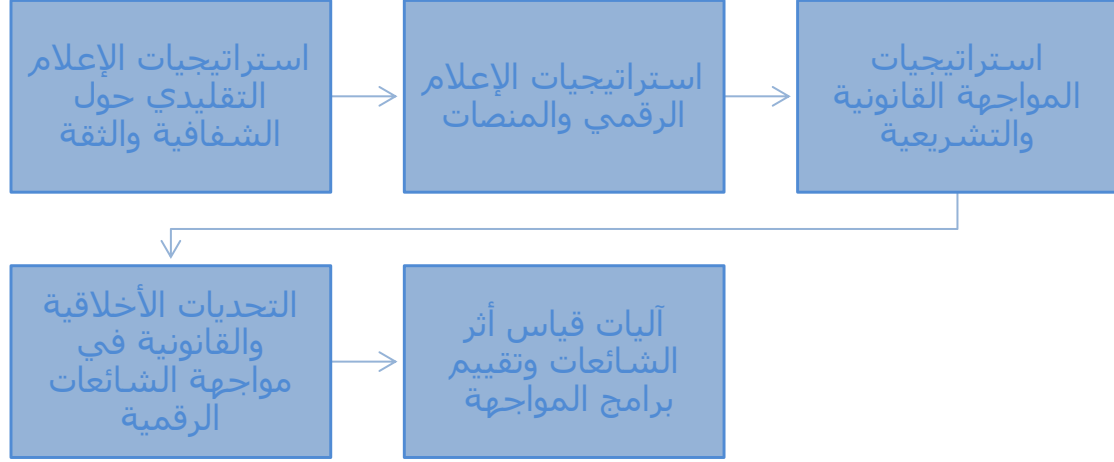 استراتيجيات الإعلام
التقليدي حول
الشفافية والثقة
استراتيجيات الإعلام
الرقمي والمنصات
استراتيجيات
المواجهة القانونية
والتشريعية
التحديات الأخلاقية
والقانونية في
مواجهة الشائعات
الرقمية
آليات قياس أثر
الشائعات وتقييم
برامج المواجهة